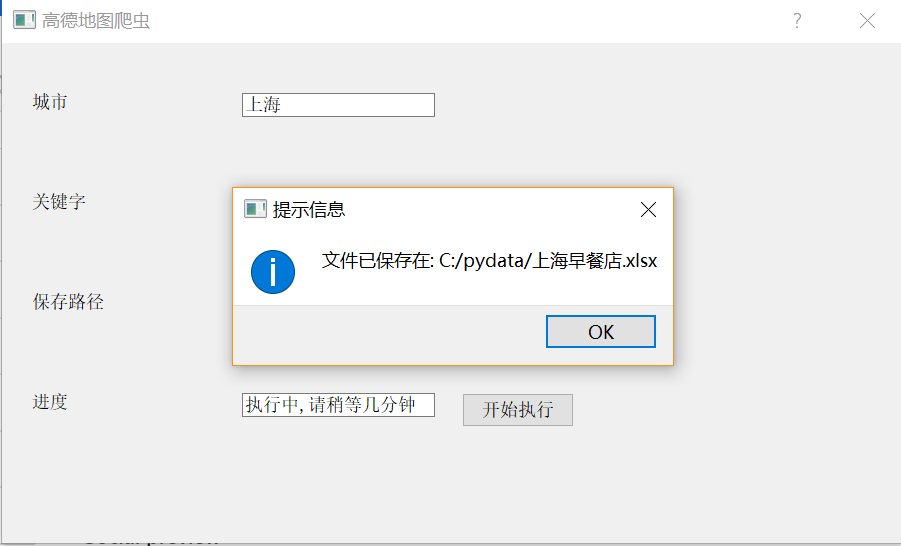 高德地图爬虫
城市
上海
关键字
提示信息
文件已保存在: C:/pydata/上海早餐店.xlsx
OK
保存路径
进度
执行中,请稍等几分钟
开始执行